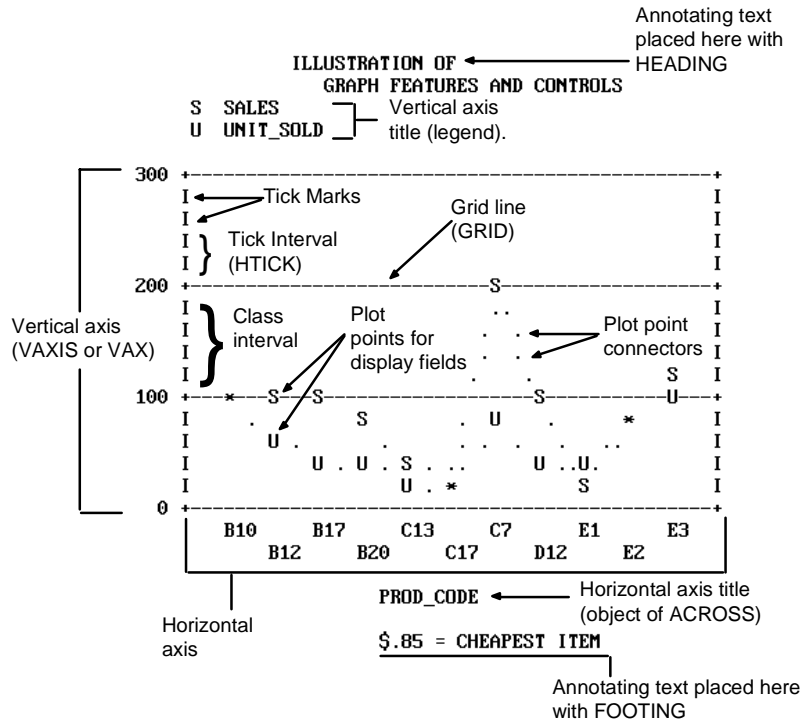 Annotating text
placed here with
HEADING
ILLUSTRATION OF
GRAPH FEATURES AND CONTROLS
S SALES
U UNIT_SOLD
Vertical axis
title (legend).
300
I
Tick Marks
I
I
Grid line
(GRID)
I
Tick Interval
(HTICK)
I
200
S
Vertical axis
(VAXIS or VAX)
I
Class
interval
Plot
points for
display fields
I
Plot point
connectors
I
I
S
100
*
S
S
S
U
I
S
U
*
I
U
I
U
U
S
U
U
I
U
*
S
0
B10 B17 C13 C7 E1 E3
B12 B20 C17 D12 E2
PROD_CODE
Horizontal axis title
(object of ACROSS)
Horizontal
axis
$.85 = CHEAPEST ITEM
Annotating text placed here
with FOOTING